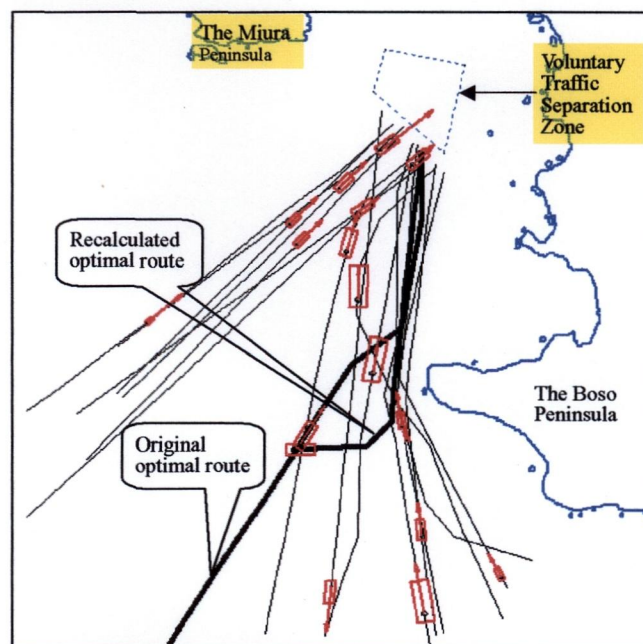 The Miura
Peninsula
Voluntary
Traffic
Separation
Zone
Recalculated
optimal route
The Boso
Peninsula
Original
optimal route